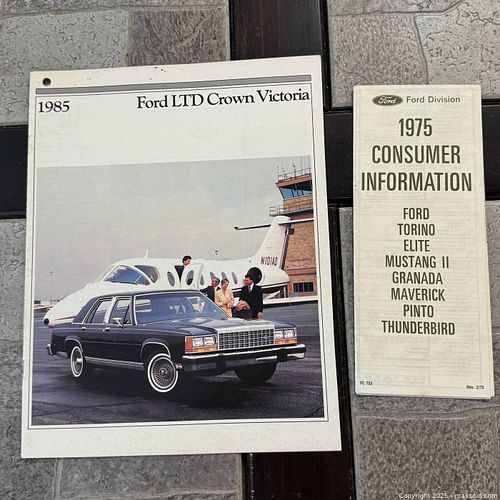 1985
Ford LTD Crown Victoria
N101AD
Ford
Ford Division
1975
CONSUMER
INFORMATION
FORD
TORINO
ELITE
MUSTANG II
GRANADA
MAVERICK
PINTO
THUNDERBIRD
FC 753
Rev. 2/75
Copyright 2025 - maxsold.com